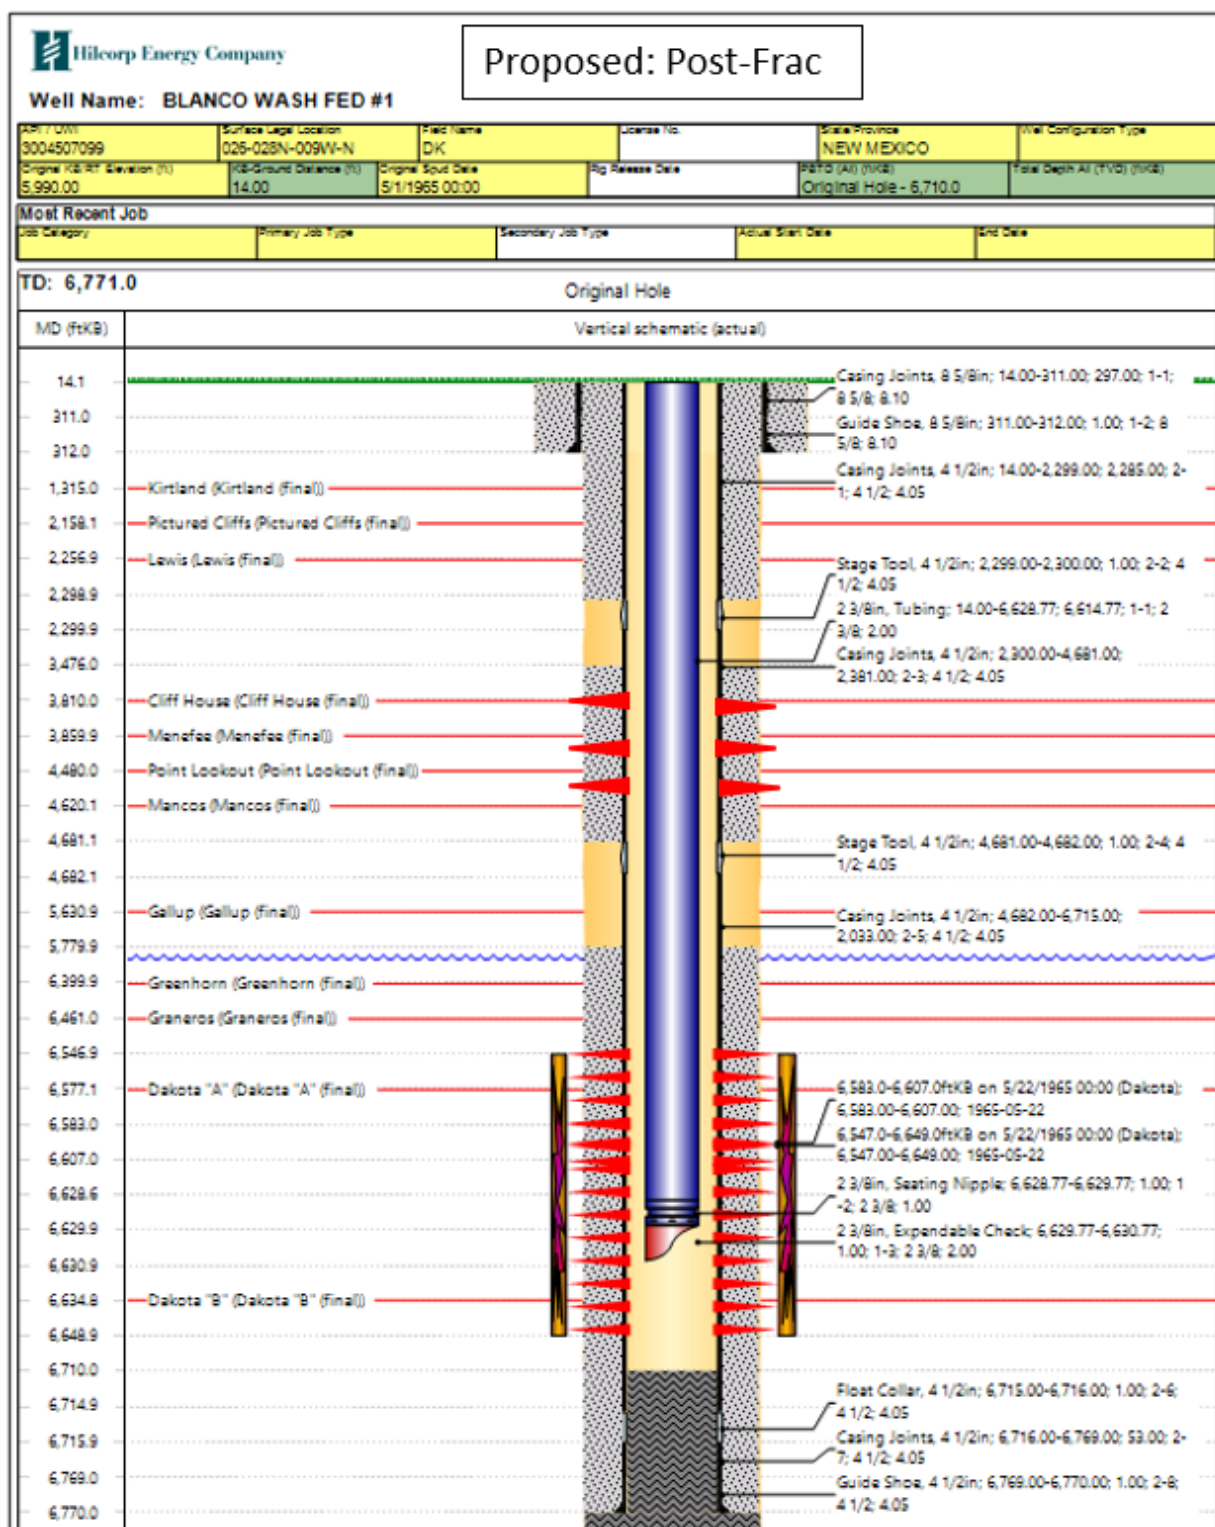 Hilcorp Energy Company
Proposed: Post-Frac
Well Name: BLANCO WASH FED #1
API / UWI
Surface Legal Location
Field Name
License No.
State/Province
Well Configuration Type
3004507099
026-028N-009W-N
DK
NEW MEXICO
Original KB/RT Elevation (ft)
KB-Ground Distance (ft)
Original Spud Date
Rig Release Date
PBTD (All) (ftKB)
Total Depth All (TVD) (ftKB)
5,990.00
14.00
5/1/1965 00:00
Original Hole - 6,710.0
Most Recent Job
Job Category
Primary Job Type
Secondary Job Type
Actual Start Date
End Date
TD: 6,771.0
Original Hole
MD (ftKB)
Vertical schematic (actual)
14.1
311.0
312.0
1,315.0
2,158.1
2,256.9
2,298.9
2,299.9
3,476.0
3,810.0
3,859.9
4,480.0
4,620.1
4,681.1
4,682.1
5,630.9
5,779.9
6,399.9
6,461.0
6,546.9
6,577.1
6,583.0
6,607.0
6,628.6
6,629.9
6,630.9
6,634.8
6,648.9
6,710.0
6,714.9
6,715.9
6,769.0
6,770.0
Kirtland (Kirtland (final))
Pictured Cliffs (Pictured Cliffs (final))
Lewis (Lewis (final))
Cliff House (Cliff House (final))
Menefee (Menefee (final))
Point Lookout (Point Lookout (final))
Mancos (Mancos (final))
Gallup (Gallup (final))
Greenhorn (Greenhorn (final))
Graneros (Graneros (final))
Dakota "A" (Dakota "A" (final))
Dakota "B" (Dakota "B" (final))
Casing Joints, 8 5/8in; 14.00-311.00; 297.00; 1-1;
8 5/8; 8.10
Guide Shoe, 8 5/8in; 311.00-312.00; 1.00; 1-2; 8
5/8; 8.10
Casing Joints, 4 1/2in; 14.00-2,299.00; 2,285.00; 2-
1; 4 1/2; 4.05
Stage Tool, 4 1/2in; 2,299.00-2,300.00; 1.00; 2-2; 4
1/2; 4.05
2 3/8in, Tubing; 14.00-6,628.77; 6,614.77; 1-1; 2
3/8; 2.00
Casing Joints, 4 1/2in; 2,300.00-4,681.00;
2,381.00; 2-3; 4 1/2; 4.05
Stage Tool, 4 1/2in; 4,681.00-4,682.00; 1.00; 2-4; 4
1/2; 4.05
Casing Joints, 4 1/2in; 4,682.00-6,715.00;
2,033.00; 2-5; 4 1/2; 4.05
6,583.0-6,607.0ftKB on 5/22/1965 00:00 (Dakota);
6,583.00-6,607.00; 1965-05-22
6,547.0-6,649.0ftKB on 5/22/1965 00:00 (Dakota);
6,547.00-6,649.00; 1965-05-22
2 3/8in, Seating Nipple; 6,628.77-6,629.77; 1.00; 1
-2; 2 3/8; 1.00
2 3/8in, Expendable Check; 6,629.77-6,630.77;
1.00; 1-3; 2 3/8; 2.00
Float Collar, 4 1/2in; 6,715.00-6,716.00; 1.00; 2-6;
4 1/2; 4.05
Casing Joints, 4 1/2in; 6,716.00-6,769.00; 53.00; 2-
7; 4 1/2; 4.05
Guide Shoe, 4 1/2in; 6,769.00-6,770.00; 1.00; 2-8;
4 1/2; 4.05